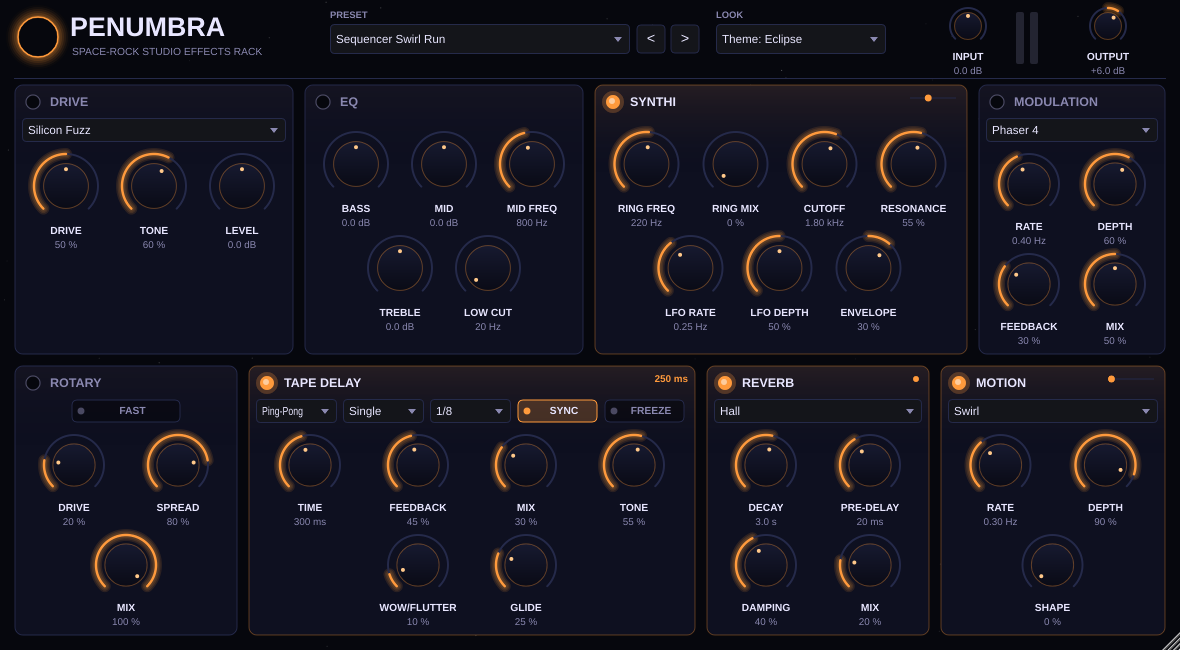 PENUMBRA
SPACE-ROCK STUDIO EFFECTS RACK
PRESET
Sequencer Swirl Run
<
>
LOOK
Theme: Eclipse
INPUT
0.0 dB
OUTPUT
+6.0 dB
DRIVE
Silicon Fuzz
DRIVE TONE LEVEL
50 % 60 % 0.0 dB
EQ
BASS MID MID FREQ
0.0 dB 0.0 dB 800 Hz
TREBLE LOW CUT
0.0 dB 20 Hz
SYNTHI
RING FREQ RING MIX CUTOFF RESONANCE
220 Hz 0 % 1.80 kHz 55 %
LFO RATE LFO DEPTH ENVELOPE
0.25 Hz 50 % 30 %
MODULATION
Phaser 4
RATE DEPTH
0.40 Hz 60 %
FEEDBACK MIX
30 % 50 %
ROTARY
FAST
DRIVE SPREAD
20 % 80 %
MIX
100 %
TAPE DELAY 250 ms
Ping-Pong Single 1/8 SYNC FREEZE
TIME FEEDBACK MIX TONE
300 ms 45 % 30 % 55 %
WOW/FLUTTER GLIDE
10 % 25 %
REVERB
Hall
DECAY PRE-DELAY
3.0 s 20 ms
DAMPING MIX
40 % 20 %
MOTION
Swirl
RATE DEPTH
0.30 Hz 90 %
SHAPE
0 %